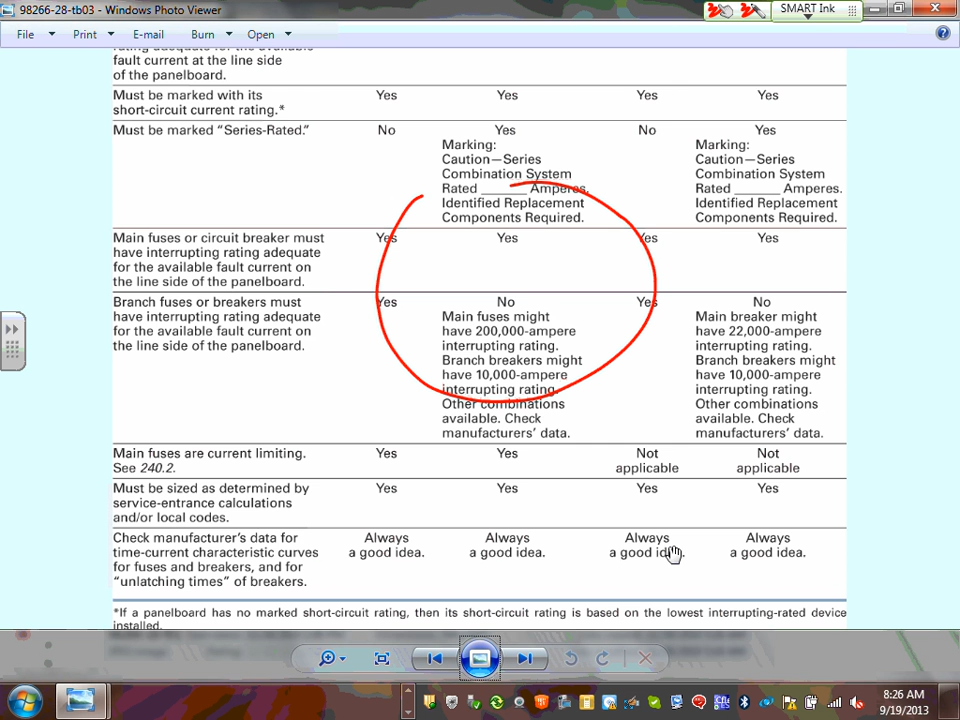 98266-28-tb03 - Windows Photo Viewer
SMART Ink
File Print E-mail Burn Open
fault current at the line side
of the panelboard.
Must be marked with its Yes Yes Yes Yes
short-circuit current rating.*
Must be marked “Series-Rated.” No Yes No Yes
Marking: Marking:
Caution—Series Caution—Series
Combination System Combination System
Rated ______ Amperes. Rated ______ Amperes.
Identified Replacement Identified Replacement
Components Required. Components Required.
Main fuses or circuit breaker must Yes Yes Yes Yes
have interrupting rating adequate
for the available fault current on
the line side of the panelboard.
Branch fuses or breakers must Yes No Yes No
have interrupting rating adequate Main fuses might Main breaker might
for the available fault current on have 200,000-ampere have 22,000-ampere
the line side of the panelboard. interrupting rating. interrupting rating.
Branch breakers might Branch breakers might
have 10,000-ampere have 10,000-ampere
interrupting rating. interrupting rating.
Other combinations Other combinations
available. Check available. Check
manufacturers’ data. manufacturers’ data.
Main fuses are current limiting. Yes Yes Not Not
See 240.2. applicable applicable
Must be sized as determined by Yes Yes Yes Yes
service-entrance calculations
and/or local codes.
Check manufacturer’s data for Always Always Always Always
time-current characteristic curves a good idea. a good idea. a good idea. a good idea.
for fuses and breakers, and for
“unlatching times” of breakers.
*If a panelboard has no marked short-circuit rating, then its short-circuit rating is based on the lowest interrupting-rated device
installed.
8:26 AM
9/19/2013